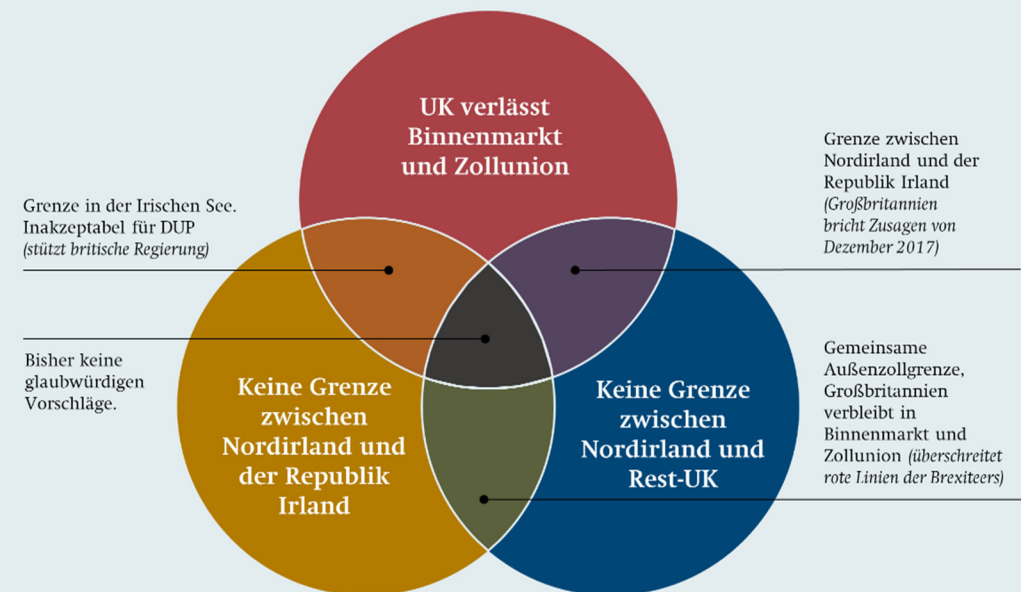 UK verlässt
Binnenmarkt
und Zollunion
Grenze in der Irischen See.
Inakzeptabel für DUP
(stützt britische Regierung)
Grenze zwischen
Nordirland und der
Republik Irland
(Großbritannien
bricht Zusagen von
Dezember 2017)
Bisher keine
glaubwürdigen
Vorschläge.
Keine Grenze
zwischen
Nordirland und
der Republik
Irland
Keine Grenze
zwischen
Nordirland und
Rest-UK
Gemeinsame
Außenzollgrenze,
Großbritannien
verbleibt in
Binnenmarkt und
Zollunion (überschreitet
rote Linien der Brexiteers)